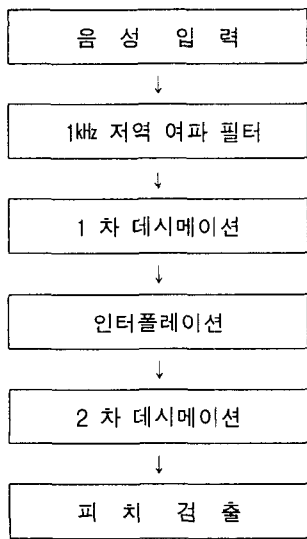 음 성 입 력
↓
1㎑ 저역 여파 필터
↓
1 차 데시메이션
↓
인터폴레이션
↓
2 차 데시메이션
↓
피 치 검 출